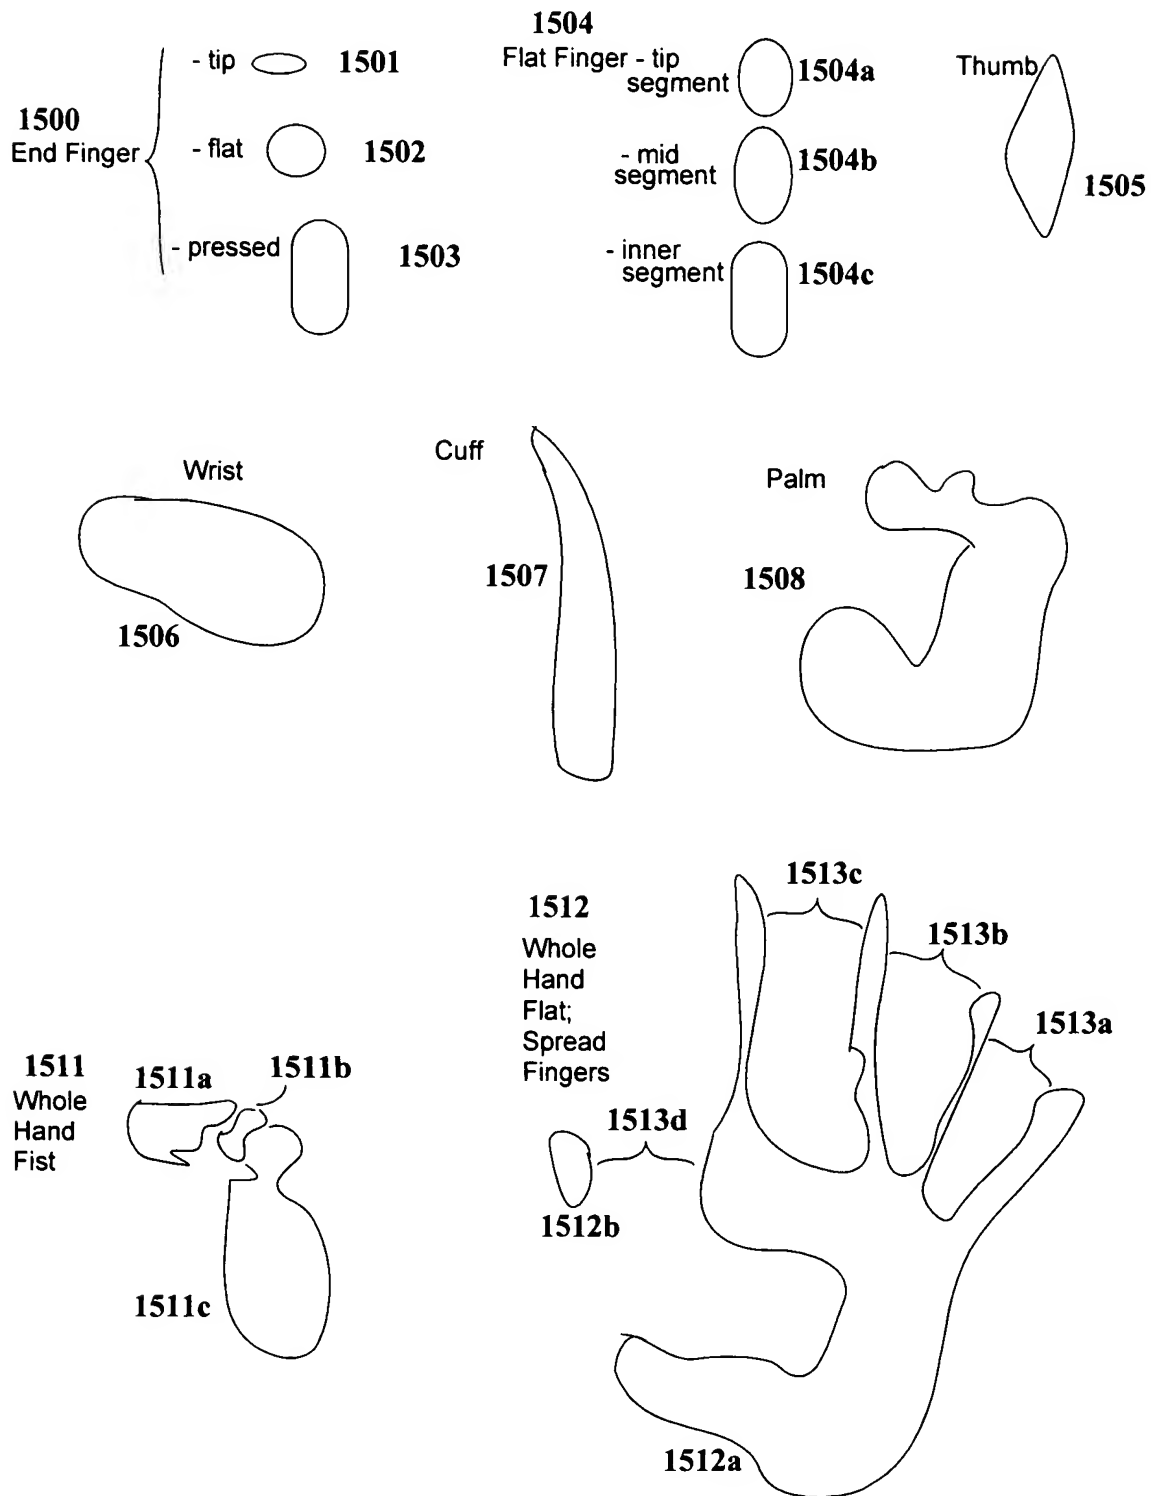 1500
End Finger
- tip 1501
- flat 1502
- pressed 1503
1504
Flat Finger - tip
segment 1504a
- mid
segment 1504b
- inner
segment 1504c
Thumb
1505
Wrist
1506
Cuff
1507
Palm
1508
1511
Whole
Hand
Fist
1511a
1511b
1511c
1512
Whole
Hand
Flat;
Spread
Fingers
1513c
1513b
1513a
1513d
1512b
1512a